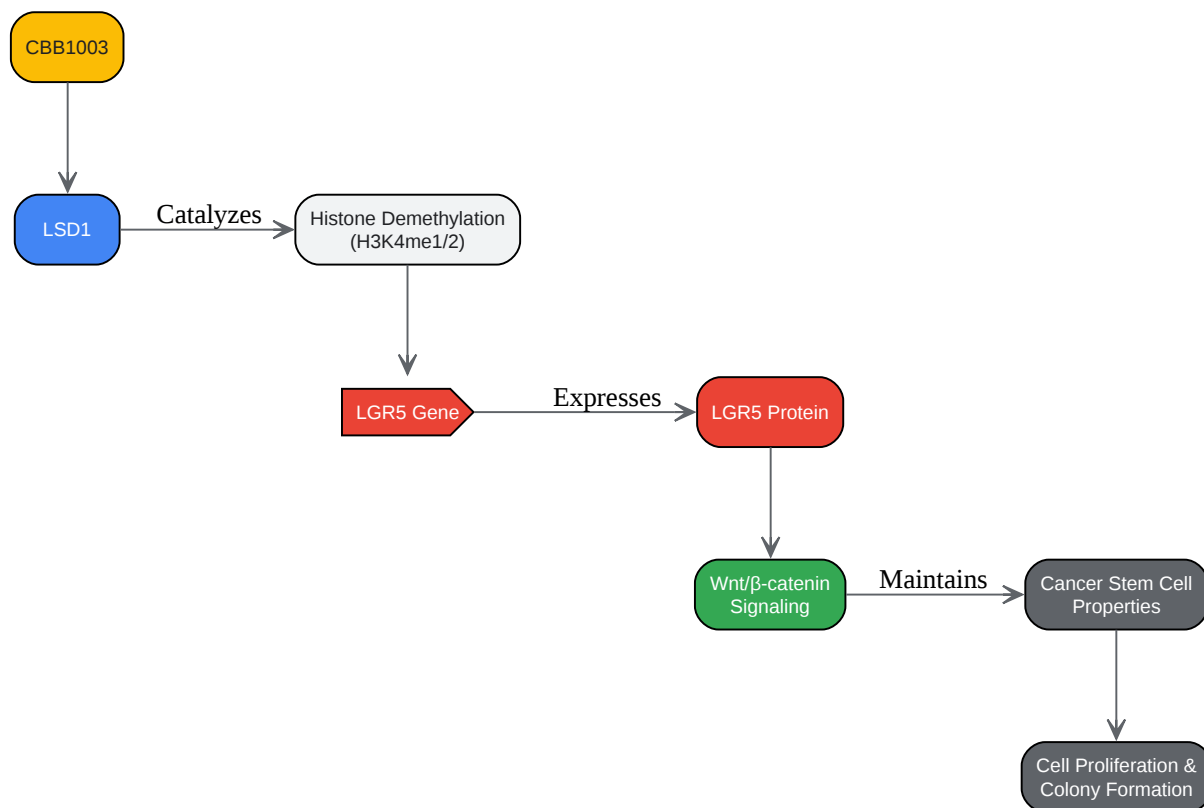 CBB1003
LSD1
Catalyzes
Histone Demethylation
(H3K4me1/2)
LGR5 Gene
Expresses
LGR5 Protein
Wnt/β-catenin
Signaling
Maintains
Cancer Stem Cell
Properties
Cell Proliferation &
Colony Formation